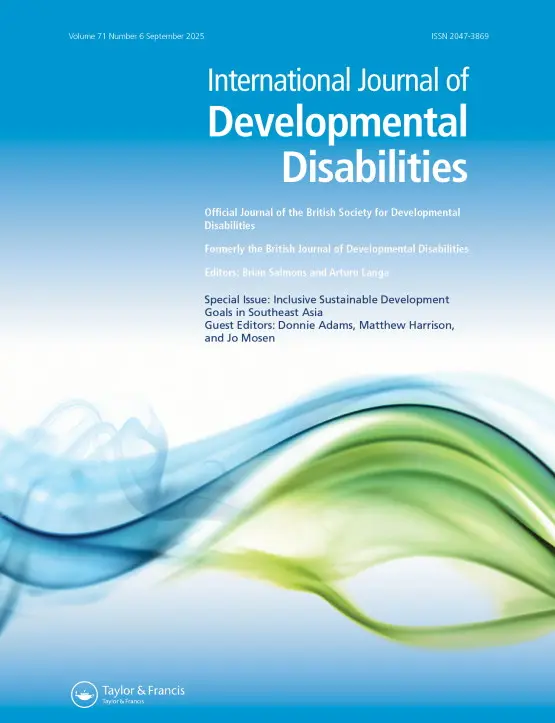 Volume 71 Number 6 September 2025 ISSN 2047-3869
International Journal of
Developmental
Disabilities
Official Journal of the British Society for Developmental
Disabilities
Formerly the British Journal of Developmental Disabilities
Editors: Brian Salmons and Arturo Langa
Special Issue: Inclusive Sustainable Development
Goals in Southeast Asia
Guest Editors: Donnie Adams, Matthew Harrison,
and Jo Mosen
Taylor & Francis
Taylor & Francis